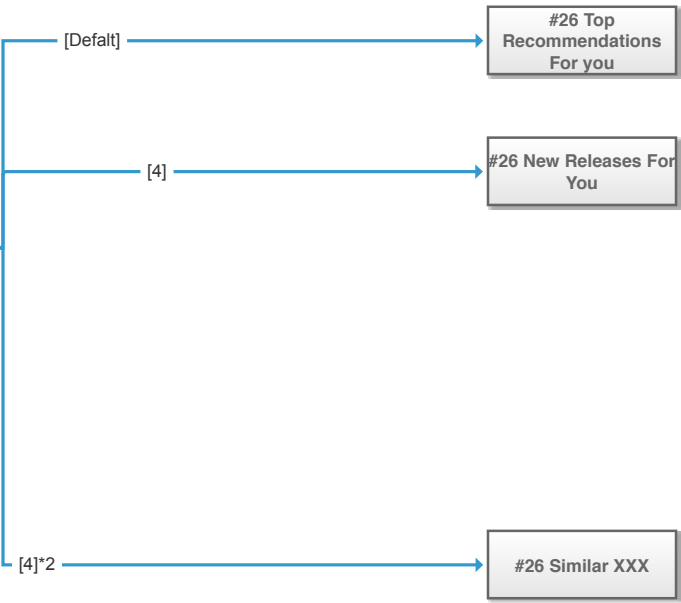 [Defalt]
#26 Top
Recommendations
For you
[4]
#26 New Releases For
You
[4]*2
#26 Similar XXX